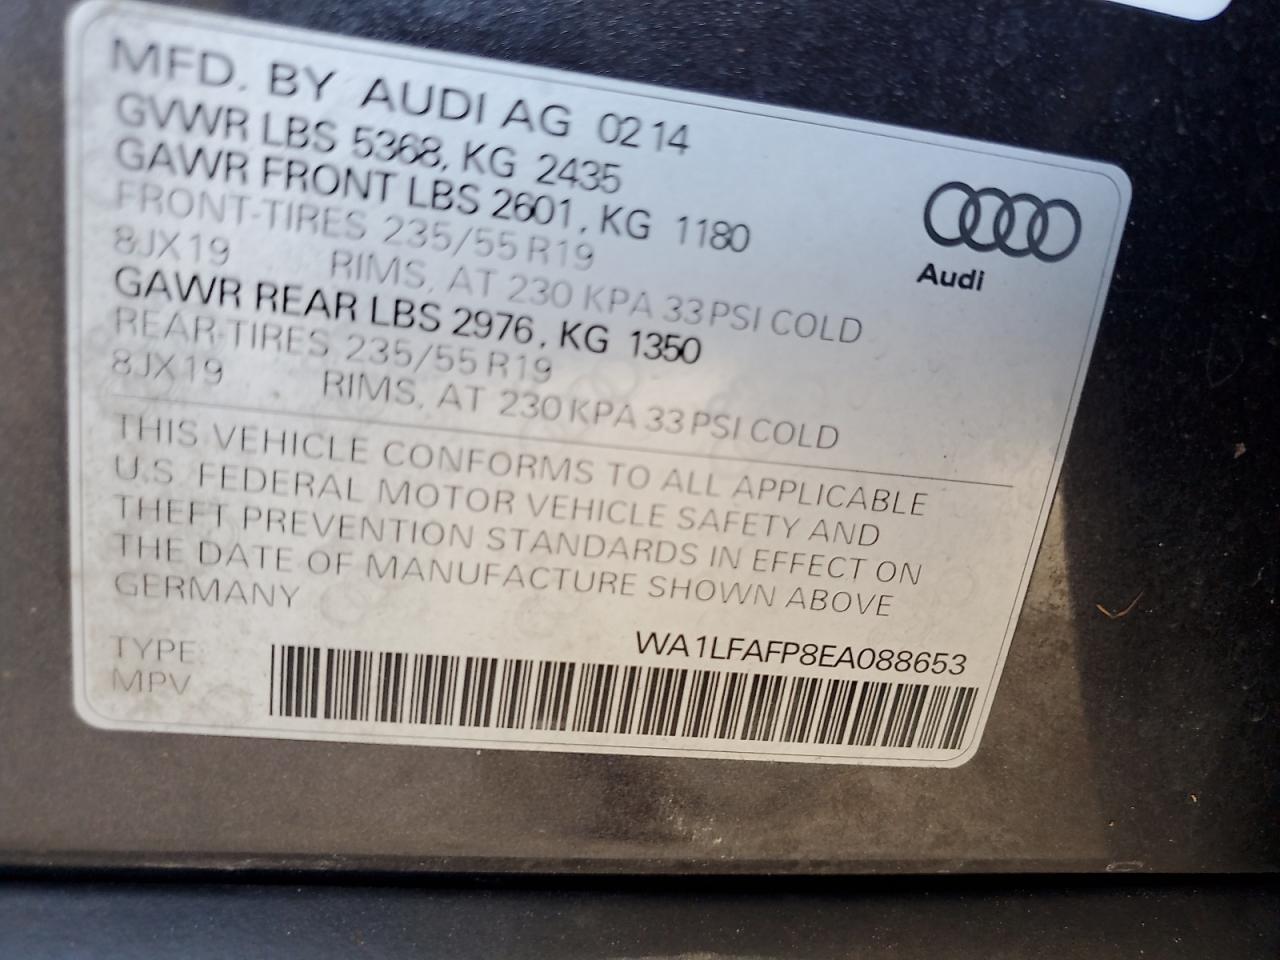 MFD. BY AUDI AG 02 14
GVWR LBS 5368, KG 2435
GAWR FRONT LBS 2601, KG 1180
FRONT-TIRES 235/55 R19
8JX19 RIMS, AT 230 KPA 33 PSI COLD
GAWR REAR LBS 2976, KG 1350
REAR-TIRES 235/55 R19
8JX19 RIMS, AT 230 KPA 33 PSI COLD
Audi
THIS VEHICLE CONFORMS TO ALL APPLICABLE
U.S. FEDERAL MOTOR VEHICLE SAFETY AND
THEFT PREVENTION STANDARDS IN EFFECT ON
THE DATE OF MANUFACTURE SHOWN ABOVE
GERMANY
TYPE:
MPV
WA1LFAFP8EA088653